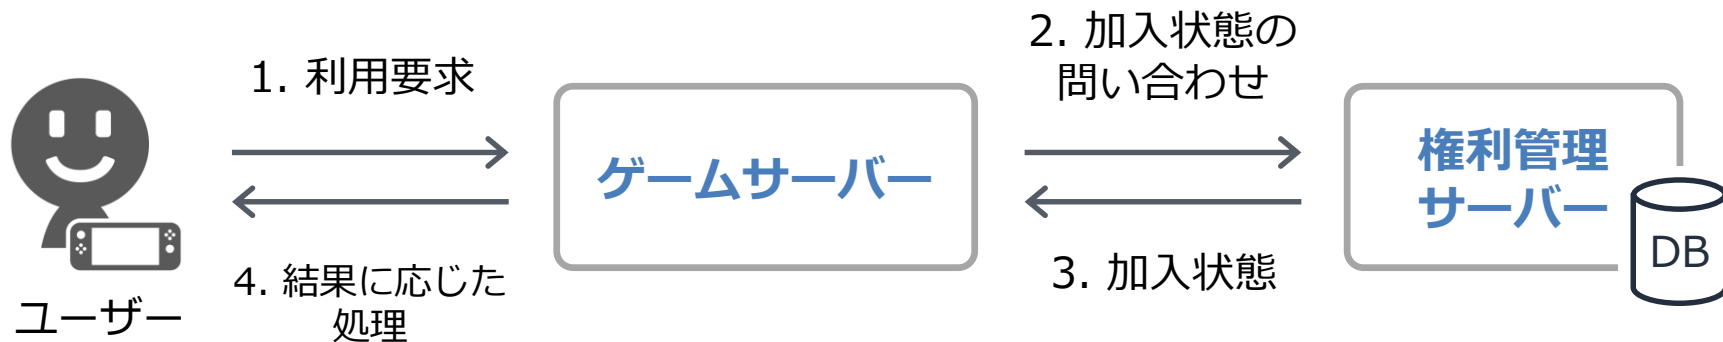 1. 利用要求
2. 加入状態の
問い合わせ
ゲームサーバー
権利管理
サーバー
DB
3. 加入状態
4. 結果に応じた
処理
ユーザー